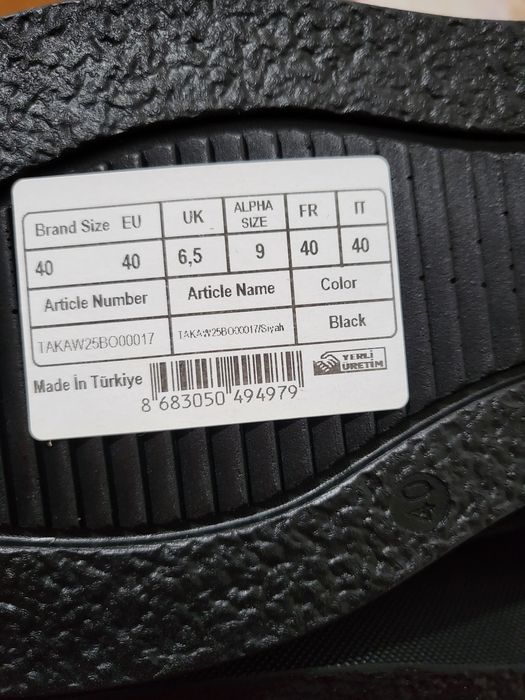 Brand Size EU UK ALPHA SIZE FR IT
40 40 6,5 9 40 40
Article Number Article Name Color
TAKAW25BO00017 TAKAW25BO00017/Siyah Black
Made in Türkiye
YERLİ
ÜRETİM
8 683050 494979
40